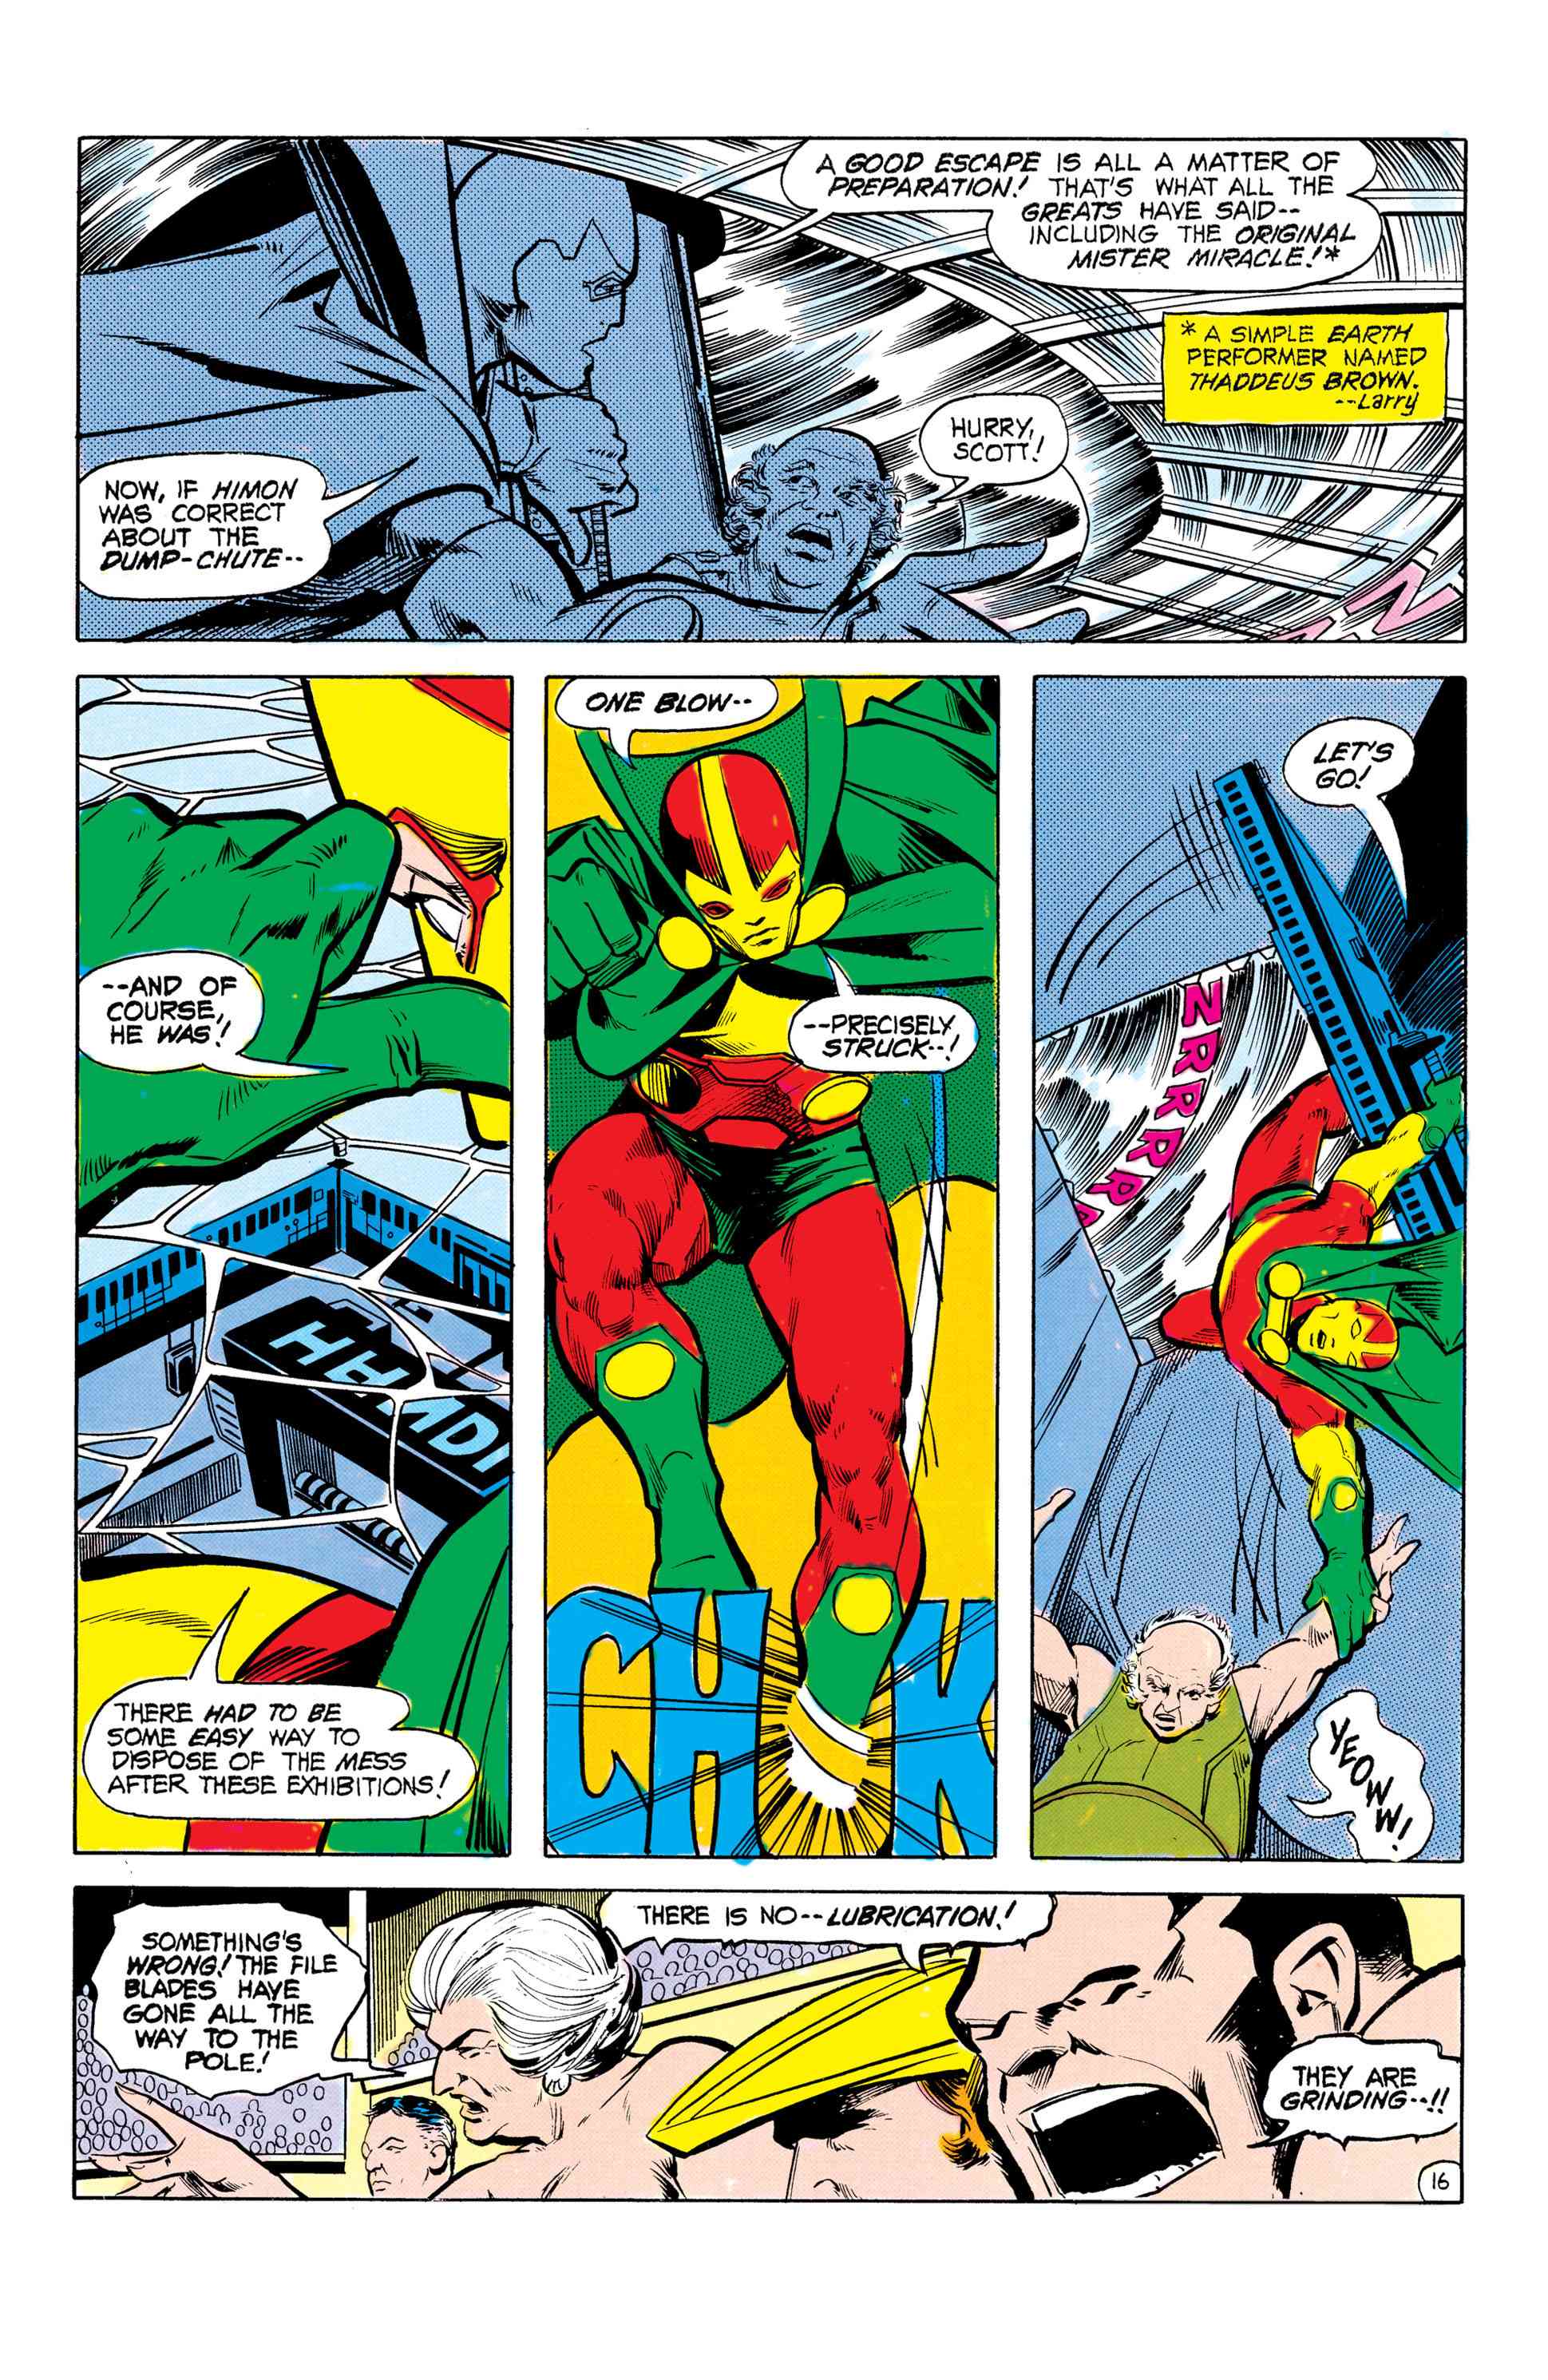 A GOOD ESCAPE IS ALL A MATTER OF
PREPARATION! THAT'S WHAT ALL THE
GREATS HAVE SAID--
INCLUDING THE ORIGINAL
MISTER MIRACLE!*
* A SIMPLE EARTH
PERFORMER NAMED
THADDEUS BROWN.
--Larry
HURRY,
SCOTT!
NOW, IF HIMON
WAS CORRECT
ABOUT THE
DUMP-CHUTE--
--AND OF
COURSE,
HE WAS!
THERE HAD TO BE
SOME EASY WAY TO
DISPOSE OF THE MESS
AFTER THESE EXHIBITIONS!
ONE BLOW--
--PRECISELY
STRUCK--!
CHUK
LET'S
GO!
ZRRRR
YEOWW!
SOMETHING'S
WRONG! THE FILE
BLADES HAVE
GONE ALL THE
WAY TO THE
POLE!
THERE IS NO--LUBRICATION!
THEY ARE
GRINDING--!!
16